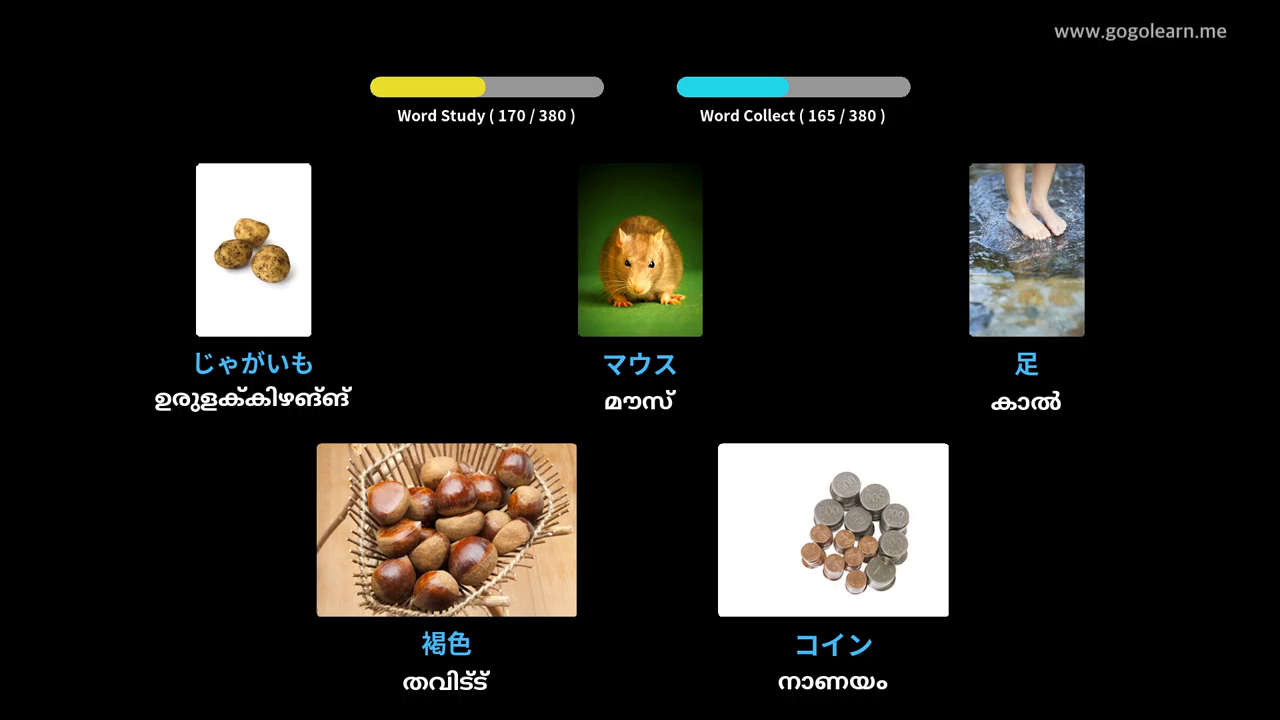 www.gogolearn.me
Word Study ( 170 / 380 )
Word Collect ( 165 / 380 )
じゃがいも
マウス
足
ഉരുളക്കിഴങ്ങ്
മൗസ്
കാൽ
褐色
コイン
തവിട്ട്
നാണയം